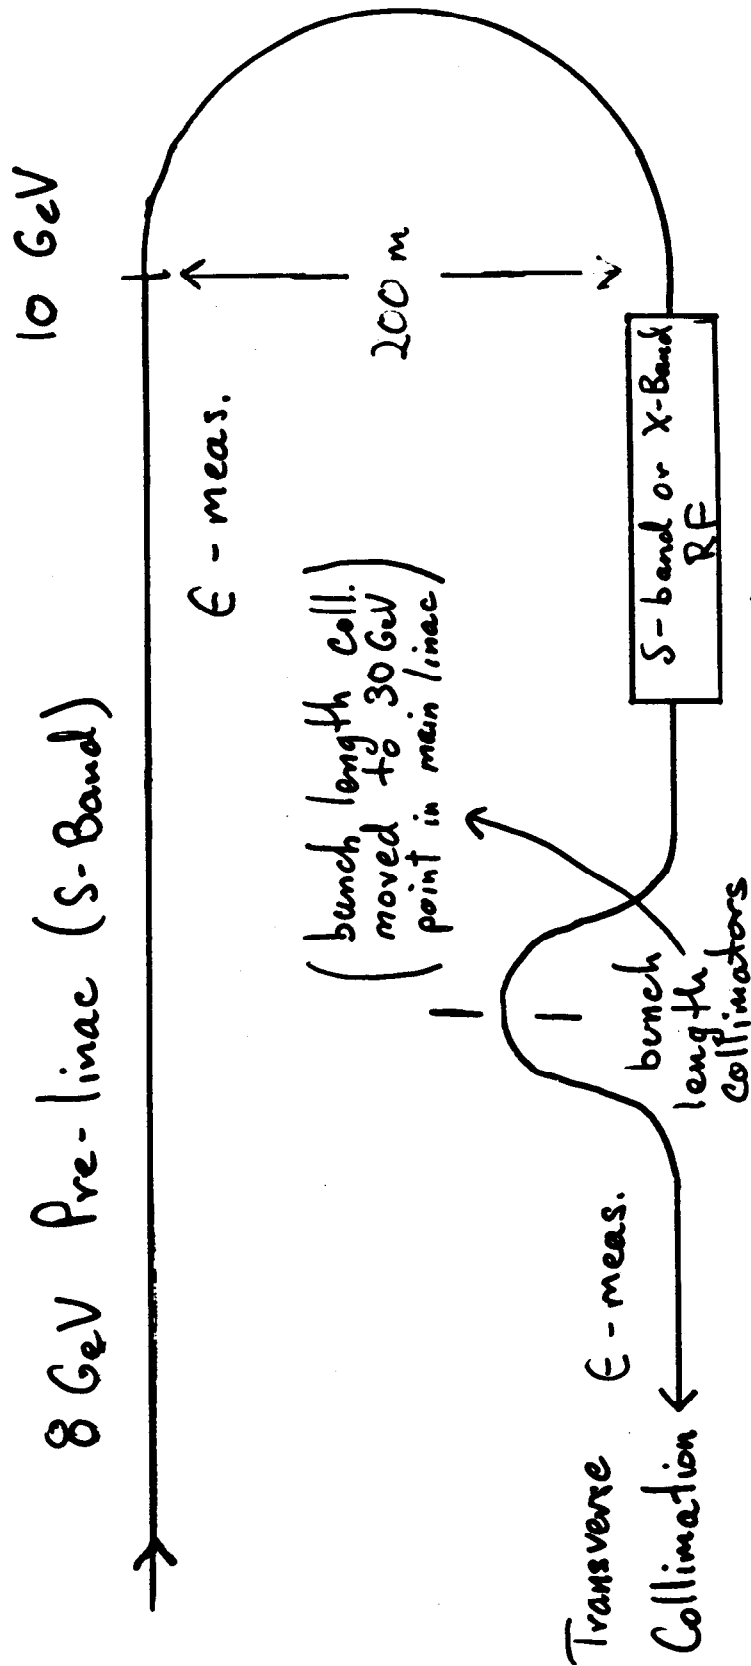 8 GeV Pre-linac (S-Band)
10 GeV
ϵ - meas.
200 m
(bunch length coll.
moved to 30 GeV
point in main linac)
S-band or X-Band
RF
bunch
length
collimators
ϵ - meas.
Transverse
Collimation